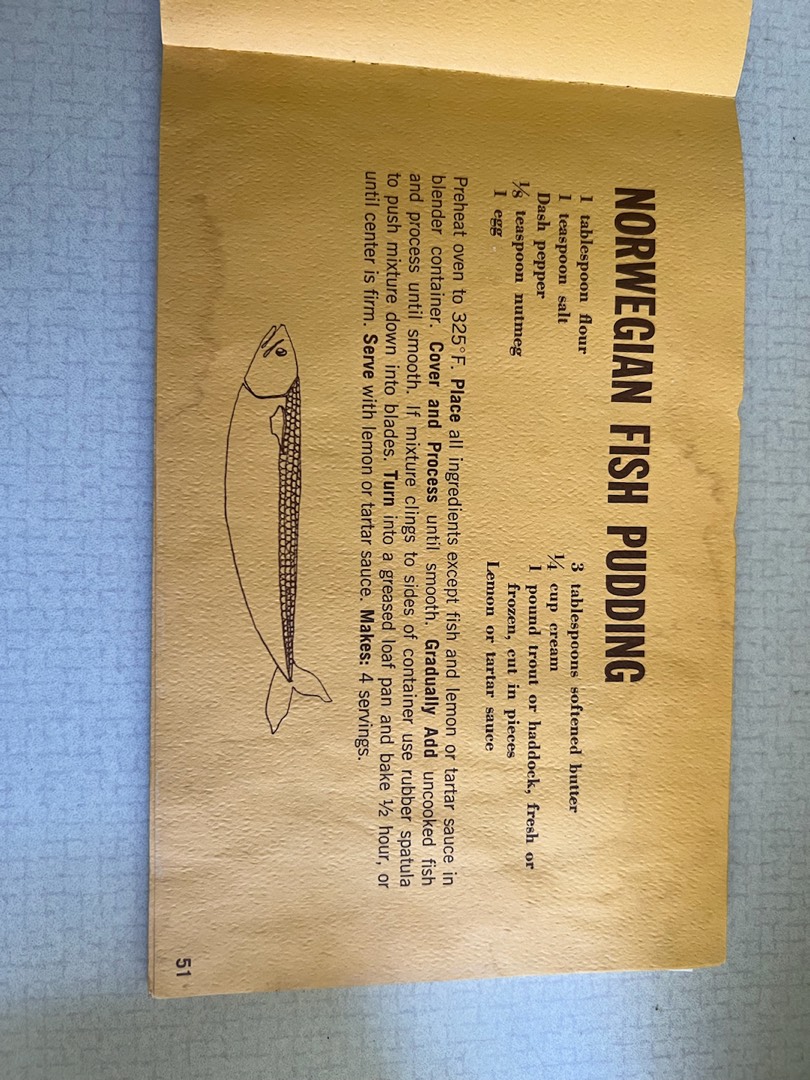 NORWEGIAN FISH PUDDING
1 tablespoon flour
1 teaspoon salt
Dash pepper
⅛ teaspoon nutmeg
1 egg
3 tablespoons softened butter
¼ cup cream
1 pound trout or haddock, fresh or
frozen, cut in pieces
Lemon or tartar sauce
Preheat oven to 325°F. Place all ingredients except fish and lemon or tartar sauce in
blender container. Cover and Process until smooth. Gradually Add uncooked fish
and process until smooth. If mixture clings to sides of container use rubber spatula
to push mixture down into blades. Turn into a greased loaf pan and bake ½ hour, or
until center is firm. Serve with lemon or tartar sauce. Makes: 4 servings.
51